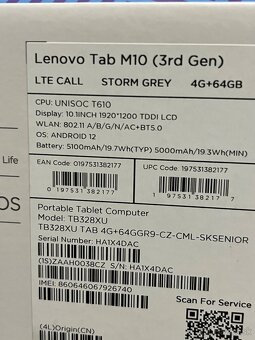 Lenovo Tab M10 (3rd Gen)
LTE CALL STORM GREY 4G+64GB
CPU: UNISOC T610
Display: 10.1INCH 1920*1200 TDDI LCD
WLAN: 802.11 A/B/G/N/AC+BT5.0
OS: ANDROID 12
Battery: 5100mAh/19.7Wh(TYP) 5000mAh/19.3Wh(MIN)
EAN Code: 0197531382177
UPC Code: 197531382177
0 197531 382177
1 97531 38217 7
Life
OS
Portable Tablet Computer
Model: TB328XU
TB328XU TAB 4G+64GGR9-CZ-CML-SKSENIOR
Serial Number: HA1X4DAC
(1S)ZAAH0038CZ S/N: HA1X4DAC
IMEI: 860646067926740
Scan For Service
(4L)Origin(CN)